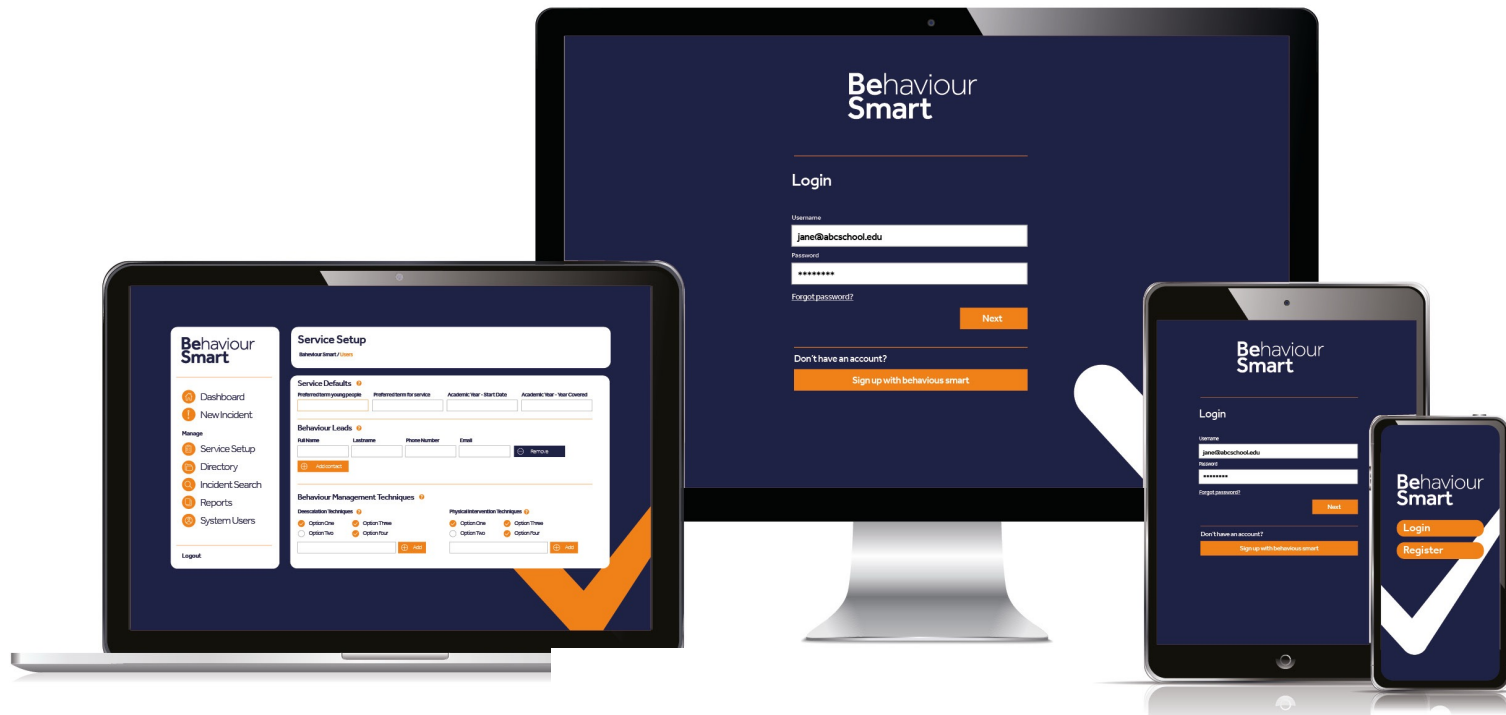 Behaviour
Smart
Login
Username
jane@abcschool.edu
Password
********
Forgot password?
Next
Don't have an account?
Sign up with behavious smart
Behaviour
Smart
Dashboard
New Incident
Manage
Service Setup
Directory
Incident Search
Reports
System Users
Logout
Service Setup
Bahaviour Smart / Users
Service Defaults ?
Preferred term young people Preferred term for service Academic Year - Start Date Academic Year - Year Covered
Behaviour Leads ?
Full Name Lastname Phone Number Email
Remove
Add contact
Behaviour Management Techniques ?
Deescalation Techniques ? Physical Intervention Techniques ?
Option One Option Three Option One Option Three
Option Two Option Four Option Two Option Four
Add Add
Behaviour
Smart
Login
Username
jane@abcschool.edu
Password
********
Forgot password?
Next
Don't have an account?
Sign up with behavious smart
Behaviour
Smart
Login
Register